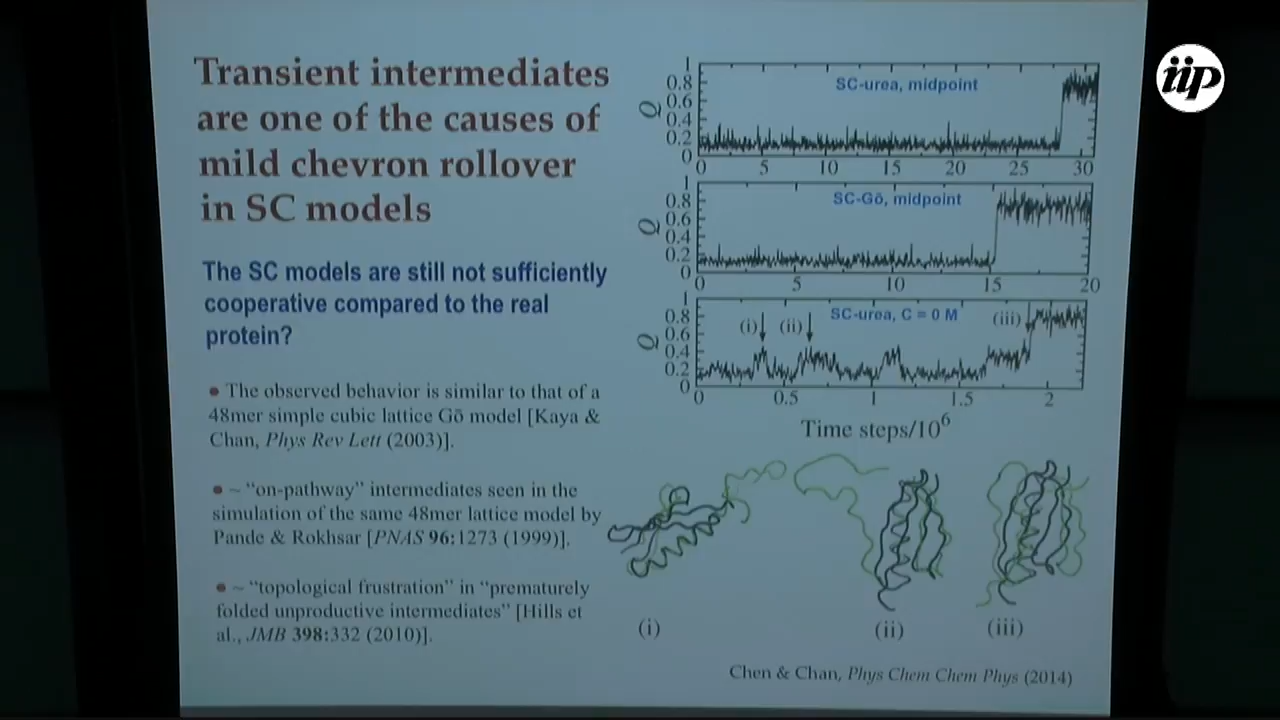 Transient intermediates
are one of the causes of
mild chevron rollover
in SC models
The SC models are still not sufficiently
cooperative compared to the real
protein?
• The observed behavior is similar to that of a
48mer simple cubic lattice Gō model [Kaya &
Chan, Phys Rev Lett (2003)].
• ~ "on-pathway" intermediates seen in the
simulation of the same 48mer lattice model by
Pande & Rokhsar [PNAS 96:1273 (1999)].
• ~ "topological frustration" in "prematurely
folded unproductive intermediates" [Hills et
al., JMB 398:332 (2010)].
SC-urea, midpoint
Q
1
0.8
0.6
0.4
0.2
0
0 5 10 15 20 25 30
SC-Gō, midpoint
Q
1
0.8
0.6
0.4
0.2
0
0 5 10 15 20
(i) (ii) SC-urea, C = 0 M (iii)
Q
1
0.8
0.6
0.4
0.2
0
0 0.5 1 1.5 2
Time steps/10⁶
(i) (ii) (iii)
Chen & Chan, Phys Chem Chem Phys (2014)
iip